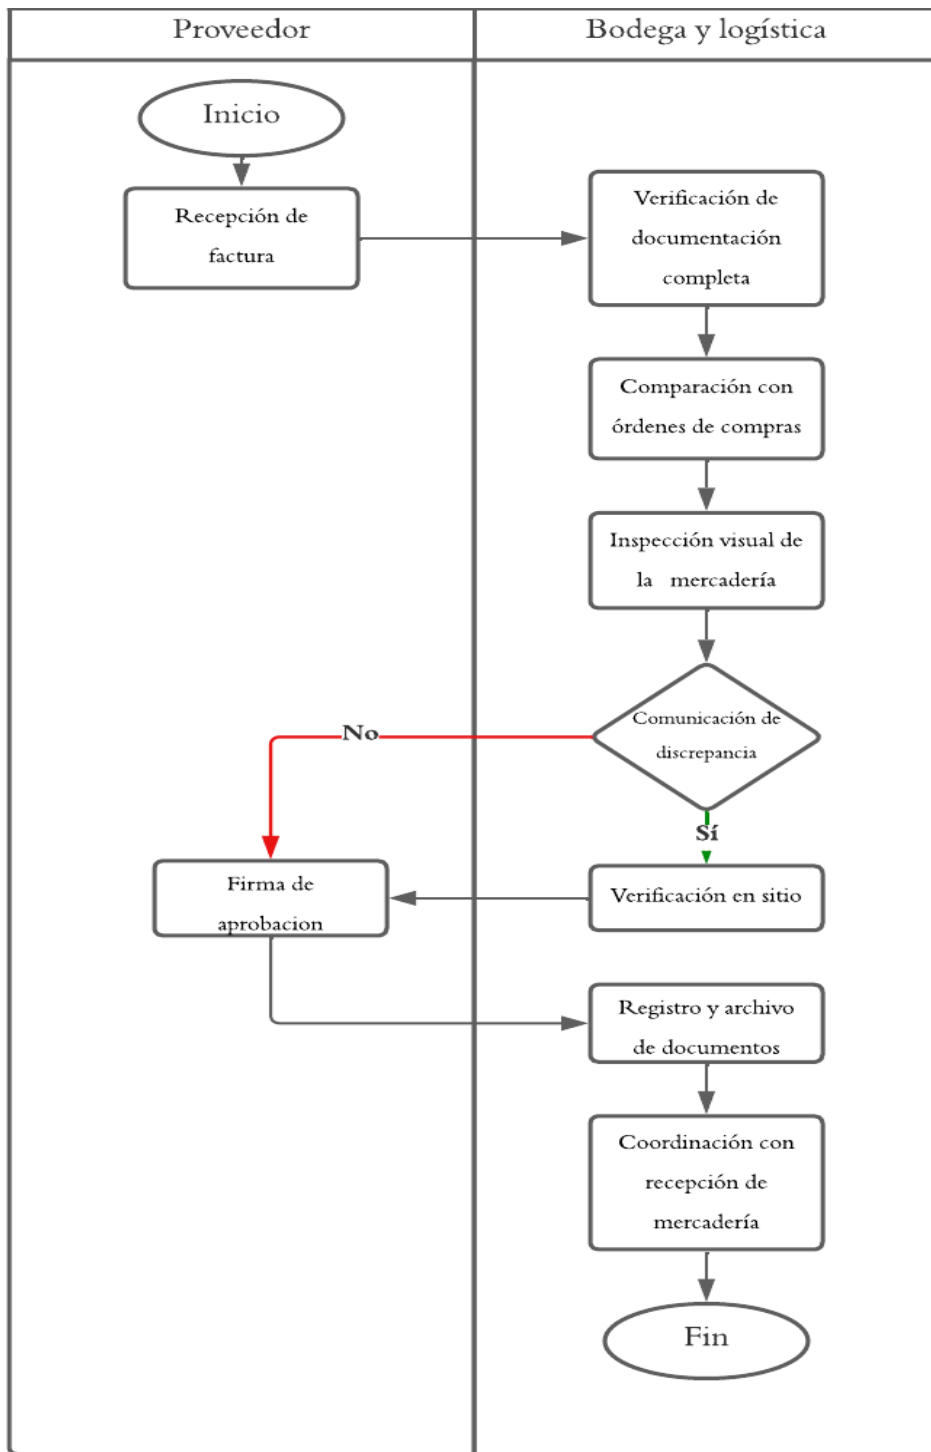 Proveedor
Bodega y logística
Inicio
Recepción de
factura
Verificación de
documentación
completa
Comparación con
órdenes de compras
Inspección visual de
la mercadería
Comunicación de
discrepancia
No
Sí
Firma de
aprobacion
Verificación en sitio
Registro y archivo
de documentos
Coordinación con
recepción de
mercadería
Fin